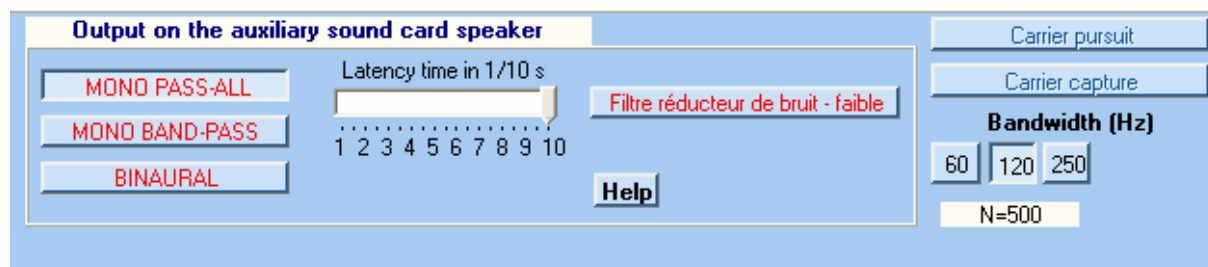 Output on the auxiliary sound card speaker
MONO PASS-ALL
MONO BAND-PASS
BINAURAL
Latency time in 1/10 s
1 2 3 4 5 6 7 8 9 10
Filtre réducteur de bruit - faible
Help
Carrier pursuit
Carrier capture
Bandwidth (Hz)
60 120 250
N=500